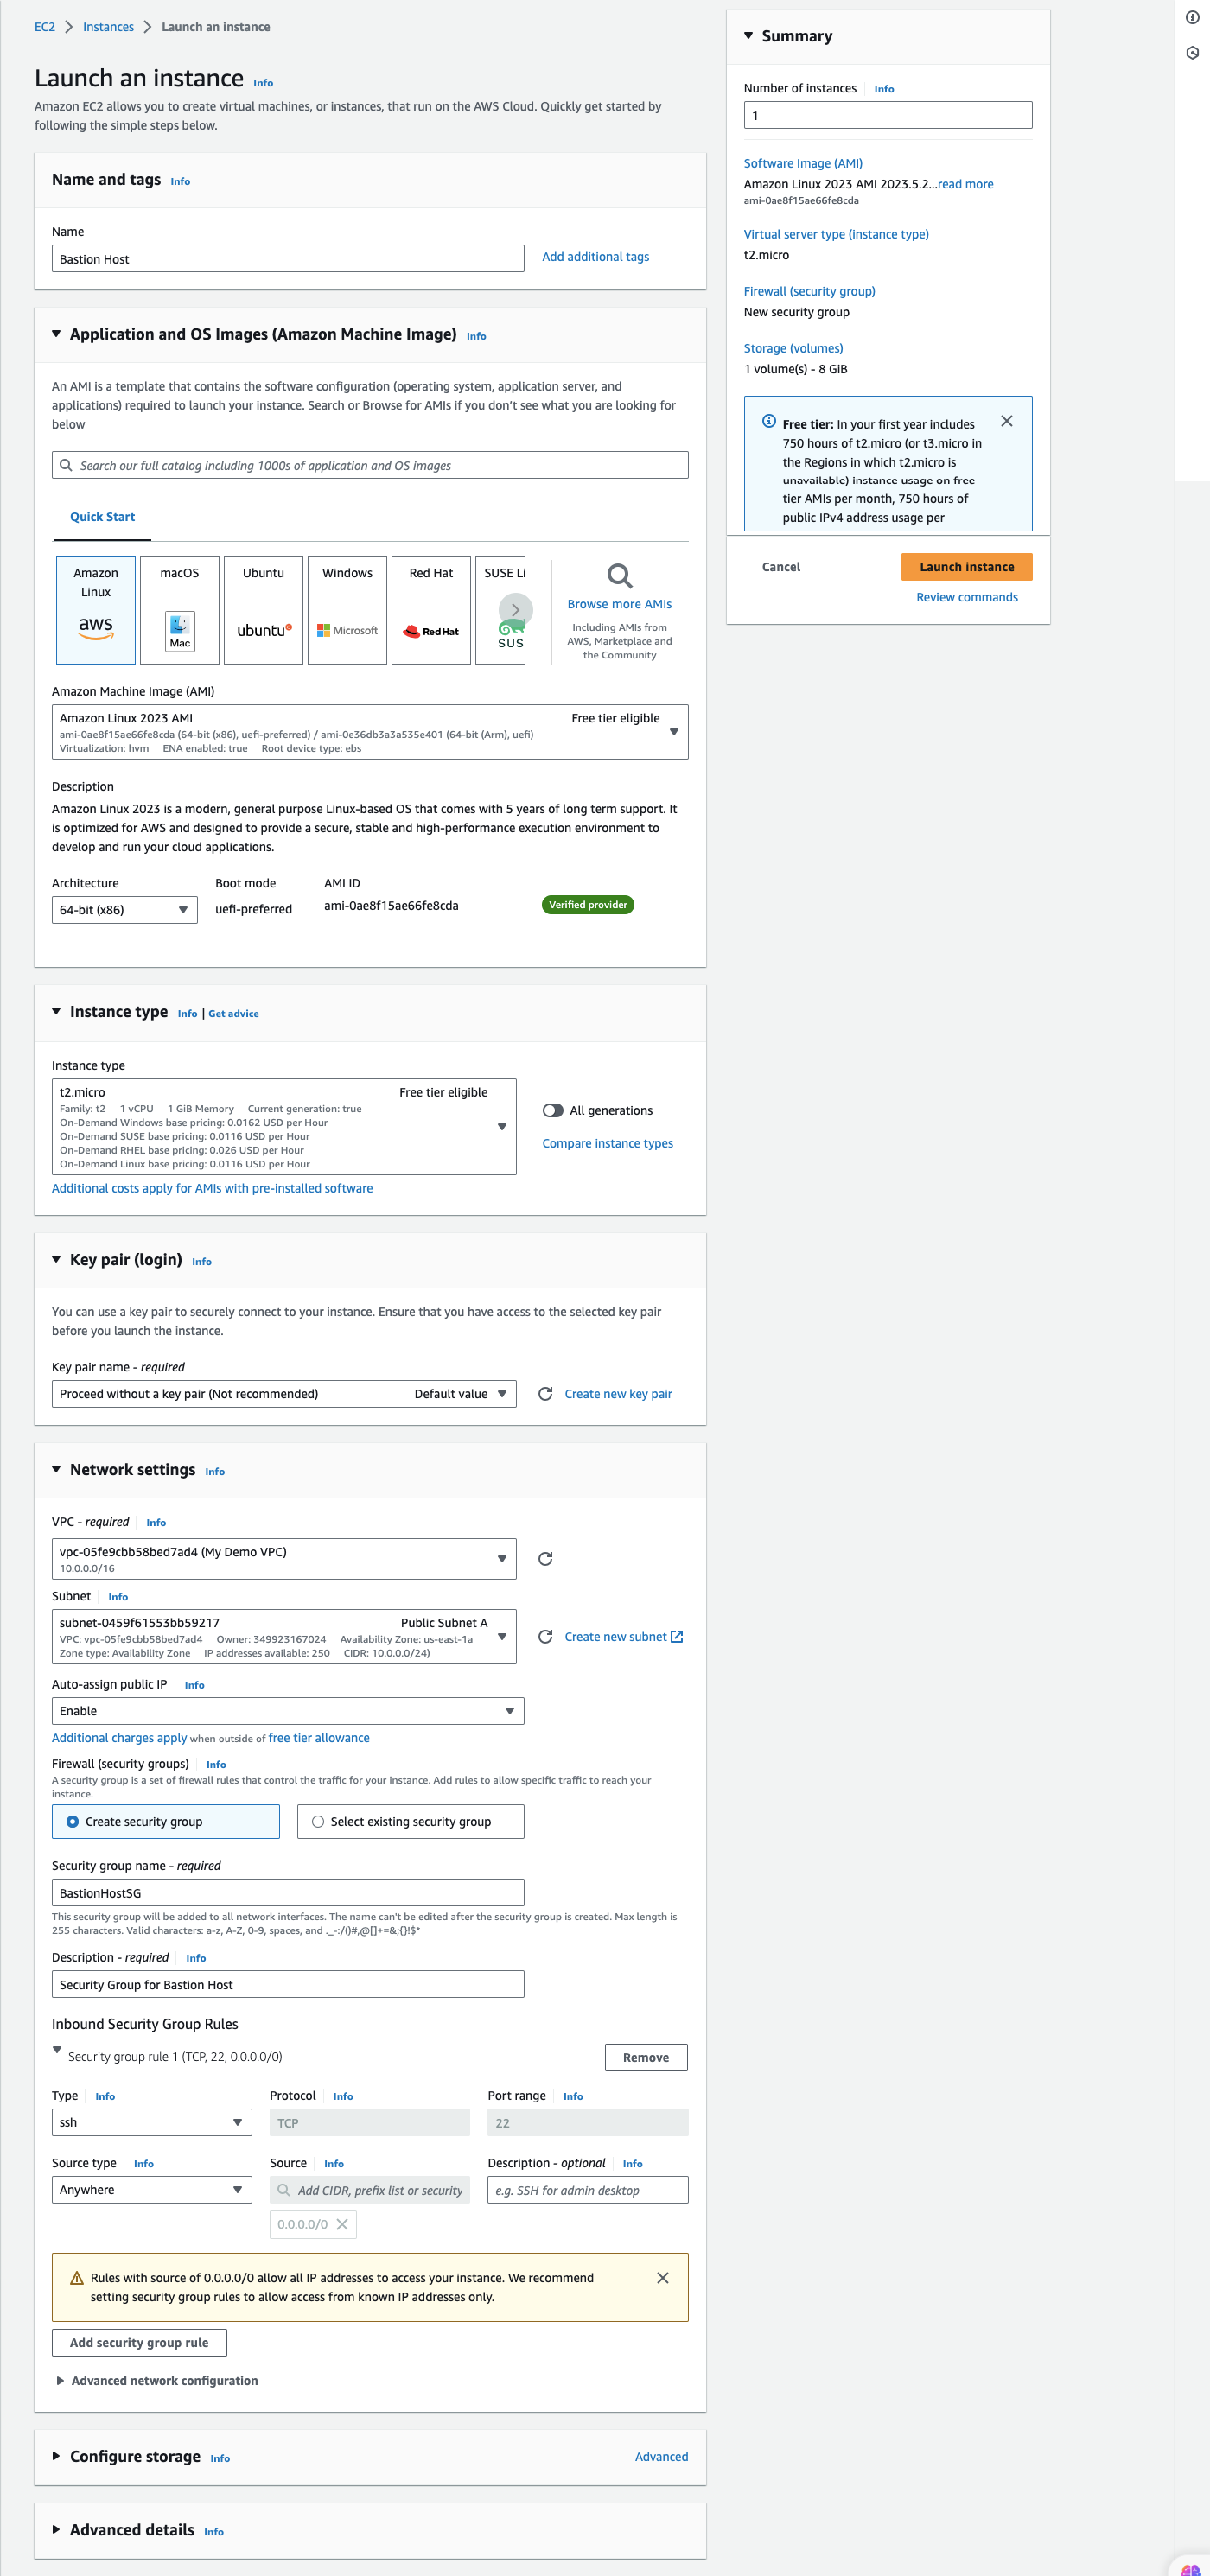 EC2 > Instances > Launch an instance
Launch an instance Info
Amazon EC2 allows you to create virtual machines, or instances, that run on the AWS Cloud. Quickly get started by
following the simple steps below.
Name and tags Info
Name
Bastion Host
Add additional tags
Application and OS Images (Amazon Machine Image) Info
An AMI is a template that contains the software configuration (operating system, application server, and
applications) required to launch your instance. Search or Browse for AMIs if you don't see what you are looking for
below
Search our full catalog including 1000s of application and OS images
Quick Start
Amazon
Linux
aws
macOS
Mac
Ubuntu
ubuntu
Windows
Microsoft
Red Hat
Red Hat
SUSE Li
SUS
Browse more AMIs
Including AMIs from
AWS, Marketplace and
the Community
Amazon Machine Image (AMI)
Amazon Linux 2023 AMI Free tier eligible
ami-0ae8f15ae66fe8cda (64-bit (x86), uefi-preferred) / ami-0e36db3a3a535e401 (64-bit (Arm), uefi)
Virtualization: hvm ENA enabled: true Root device type: ebs
Description
Amazon Linux 2023 is a modern, general purpose Linux-based OS that comes with 5 years of long term support. It
is optimized for AWS and designed to provide a secure, stable and high-performance execution environment to
develop and run your cloud applications.
Architecture Boot mode AMI ID
64-bit (x86) uefi-preferred ami-0ae8f15ae66fe8cda Verified provider
Instance type Info | Get advice
Instance type
t2.micro Free tier eligible
Family: t2 1 vCPU 1 GiB Memory Current generation: true
On-Demand Windows base pricing: 0.0162 USD per Hour
On-Demand SUSE base pricing: 0.0116 USD per Hour
On-Demand RHEL base pricing: 0.026 USD per Hour
On-Demand Linux base pricing: 0.0116 USD per Hour
All generations
Compare instance types
Additional costs apply for AMIs with pre-installed software
Key pair (login) Info
You can use a key pair to securely connect to your instance. Ensure that you have access to the selected key pair
before you launch the instance.
Key pair name - required
Proceed without a key pair (Not recommended) Default value
Create new key pair
Network settings Info
VPC - required Info
vpc-05fe9cbb58bed7ad4 (My Demo VPC)
10.0.0.0/16
Subnet Info
subnet-0459f61553bb59217 Public Subnet A
VPC: vpc-05fe9cbb58bed7ad4 Owner: 349923167024 Availability Zone: us-east-1a
Zone type: Availability Zone IP addresses available: 250 CIDR: 10.0.0.0/24)
Create new subnet
Auto-assign public IP Info
Enable
Additional charges apply when outside of free tier allowance
Firewall (security groups) Info
A security group is a set of firewall rules that control the traffic for your instance. Add rules to allow specific traffic to reach your
instance.
Create security group Select existing security group
Security group name - required
BastionHostSG
This security group will be added to all network interfaces. The name can't be edited after the security group is created. Max length is
255 characters. Valid characters: a-z, A-Z, 0-9, spaces, and ._-:/()#,@[]+=&;{}!$*
Description - required Info
Security Group for Bastion Host
Inbound Security Group Rules
Security group rule 1 (TCP, 22, 0.0.0.0/0) Remove
Type Info Protocol Info Port range Info
ssh TCP 22
Source type Info Source Info Description - optional Info
Anywhere Add CIDR, prefix list or security e.g. SSH for admin desktop
0.0.0.0/0
Rules with source of 0.0.0.0/0 allow all IP addresses to access your instance. We recommend
setting security group rules to allow access from known IP addresses only.
Add security group rule
Advanced network configuration
Configure storage Info Advanced
Advanced details Info
Summary
Number of instances Info
1
Software Image (AMI)
Amazon Linux 2023 AMI 2023.5.2...read more
ami-0ae8f15ae66fe8cda
Virtual server type (instance type)
t2.micro
Firewall (security group)
New security group
Storage (volumes)
1 volume(s) - 8 GiB
Free tier: In your first year includes
750 hours of t2.micro (or t3.micro in
the Regions in which t2.micro is
unavailable) instance usage on free
tier AMIs per month, 750 hours of
public IPv4 address usage per
Cancel Launch instance
Review commands